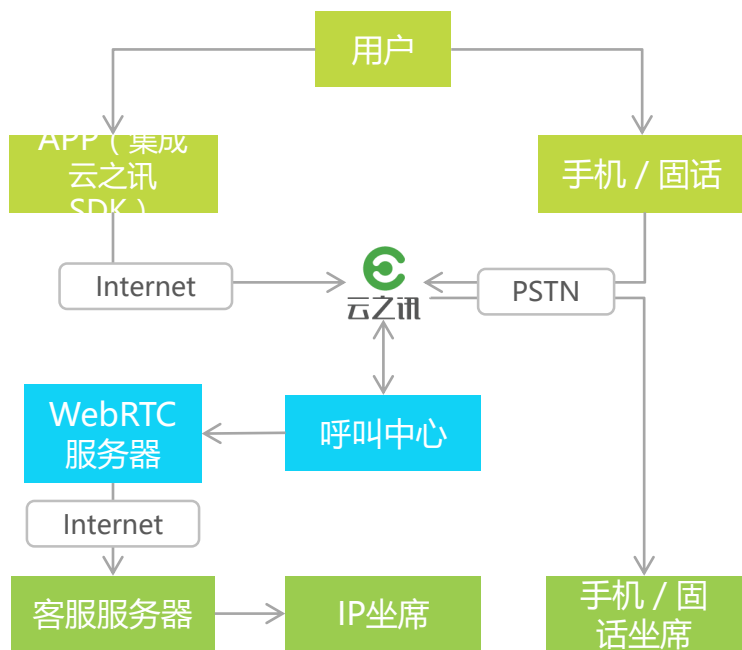 用户
APP（集成
云之讯
SDK）
手机 / 固话
Internet
云之讯
PSTN
WebRTC
服务器
呼叫中心
Internet
客服服务器
IP坐席
手机 / 固
话坐席